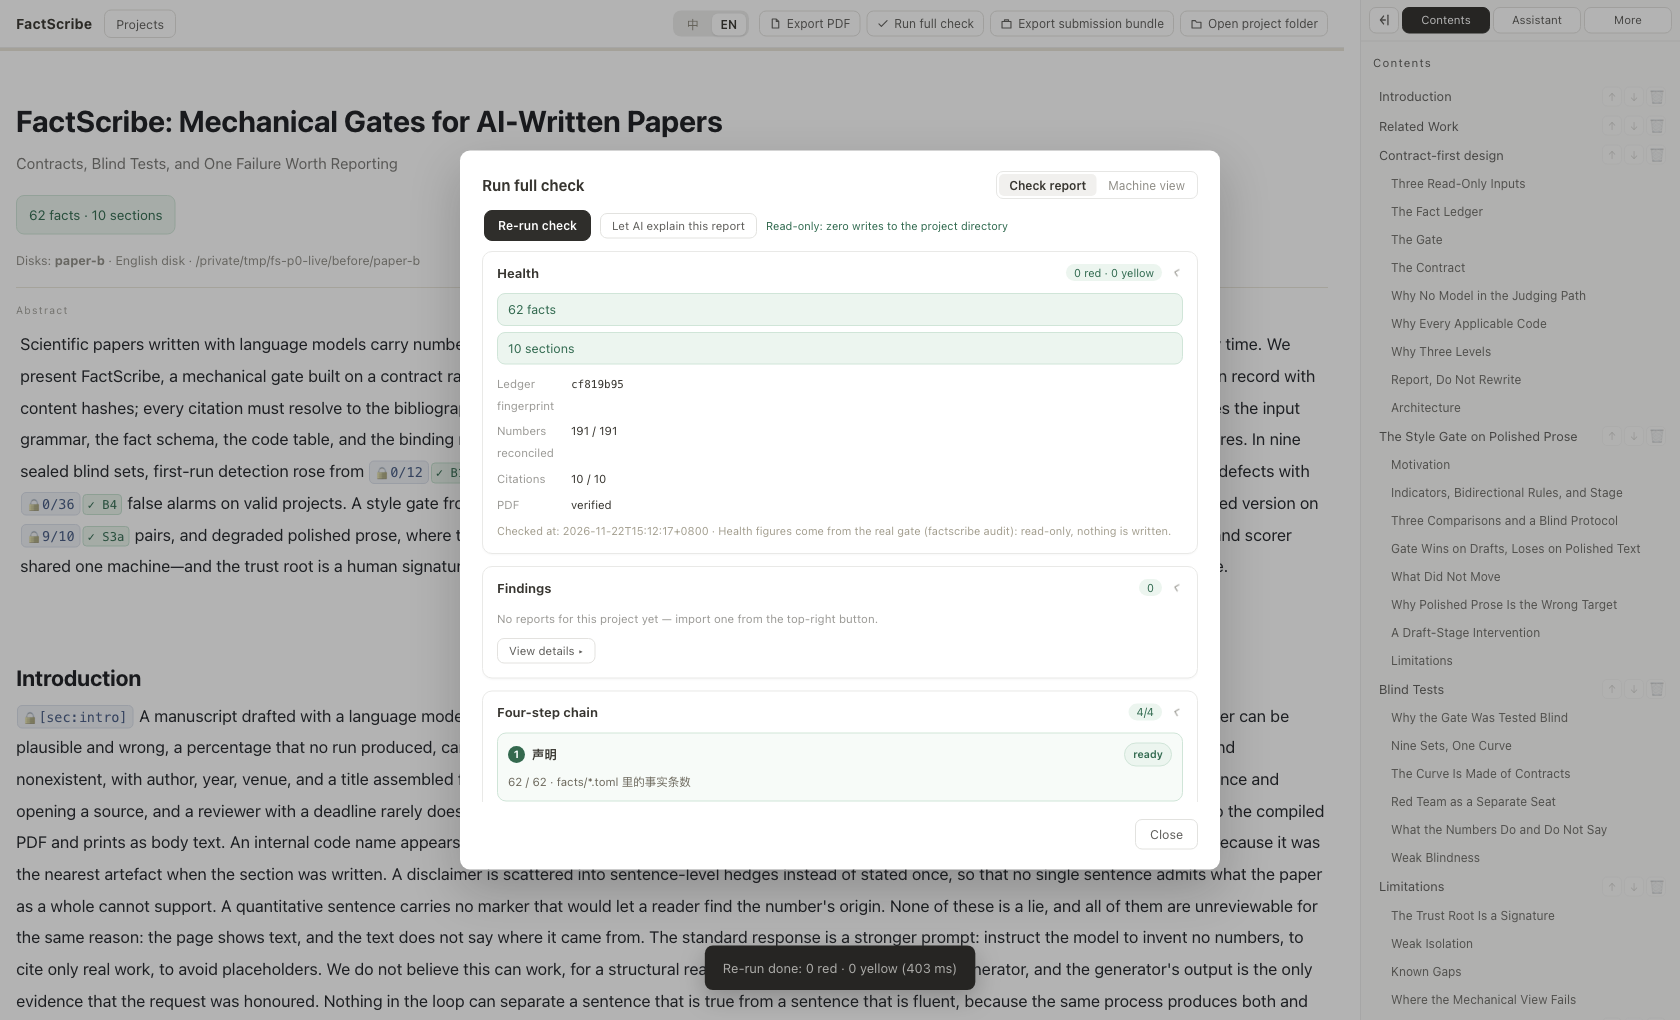 FactScribe
Projects
中 EN
Export PDF
Run full check
Export submission bundle
Open project folder
Contents
Assistant
More
FactScribe: Mechanical Gates for AI-Written Papers
Contracts, Blind Tests, and One Failure Worth Reporting
62 facts · 10 sections
Disks: paper-b · English disk · /private/tmp/fs-p0-live/before/paper-b
Abstract
Scientific papers written with language models carry numbe
time. We
present FactScribe, a mechanical gate built on a contract ra
n record with
content hashes; every citation must resolve to the bibliograp
es the input
grammar, the fact schema, the code table, and the binding
res. In nine
sealed blind sets, first-run detection rose from 0/12
defects with
0/36 ✓ B4 false alarms on valid projects. A style gate fro
ed version on
9/10 ✓ S3a pairs, and degraded polished prose, where t
nd scorer
shared one machine—and the trust root is a human signatur
e.
Introduction
[sec:intro] A manuscript drafted with a language mode
er can be
plausible and wrong, a percentage that no run produced, ca
nd
nonexistent, with author, year, venue, and a title assembled f
nce and
opening a source, and a reviewer with a deadline rarely does
the compiled
PDF and prints as body text. An internal code name appears
ecause it was
the nearest artefact when the section was written. A disclaimer is scattered into sentence-level hedges instead of stated once, so that no single sentence admits what the paper
as a whole cannot support. A quantitative sentence carries no marker that would let a reader find the number's origin. None of these is a lie, and all of them are unreviewable for
the same reason: the page shows text, and the text does not say where it came from. The standard response is a stronger prompt: instruct the model to invent no numbers, to
cite only real work, to avoid placeholders. We do not believe this can work, for a structural rea
nerator, and the generator's output is the only
evidence that the request was honoured. Nothing in the loop can separate a sentence that is true from a sentence that is fluent, because the same process produces both and
Run full check
Check report
Machine view
Re-run check
Let AI explain this report
Read-only: zero writes to the project directory
Health
0 red · 0 yellow
62 facts
10 sections
Ledger fingerprint
cf819b95
Numbers reconciled
191 / 191
Citations
10 / 10
PDF
verified
Checked at: 2026-11-22T15:12:17+0800 · Health figures come from the real gate (factscribe audit): read-only, nothing is written.
Findings
0
No reports for this project yet — import one from the top-right button.
View details ▸
Four-step chain
4/4
1 声明
ready
62 / 62 · facts/*.toml 里的事实条数
Close
Re-run done: 0 red · 0 yellow (403 ms)
Contents
Introduction
Related Work
Contract-first design
Three Read-Only Inputs
The Fact Ledger
The Gate
The Contract
Why No Model in the Judging Path
Why Every Applicable Code
Why Three Levels
Report, Do Not Rewrite
Architecture
The Style Gate on Polished Prose
Motivation
Indicators, Bidirectional Rules, and Stage
Three Comparisons and a Blind Protocol
Gate Wins on Drafts, Loses on Polished Text
What Did Not Move
Why Polished Prose Is the Wrong Target
A Draft-Stage Intervention
Limitations
Blind Tests
Why the Gate Was Tested Blind
Nine Sets, One Curve
The Curve Is Made of Contracts
Red Team as a Separate Seat
What the Numbers Do and Do Not Say
Weak Blindness
Limitations
The Trust Root Is a Signature
Weak Isolation
Known Gaps
Where the Mechanical View Fails